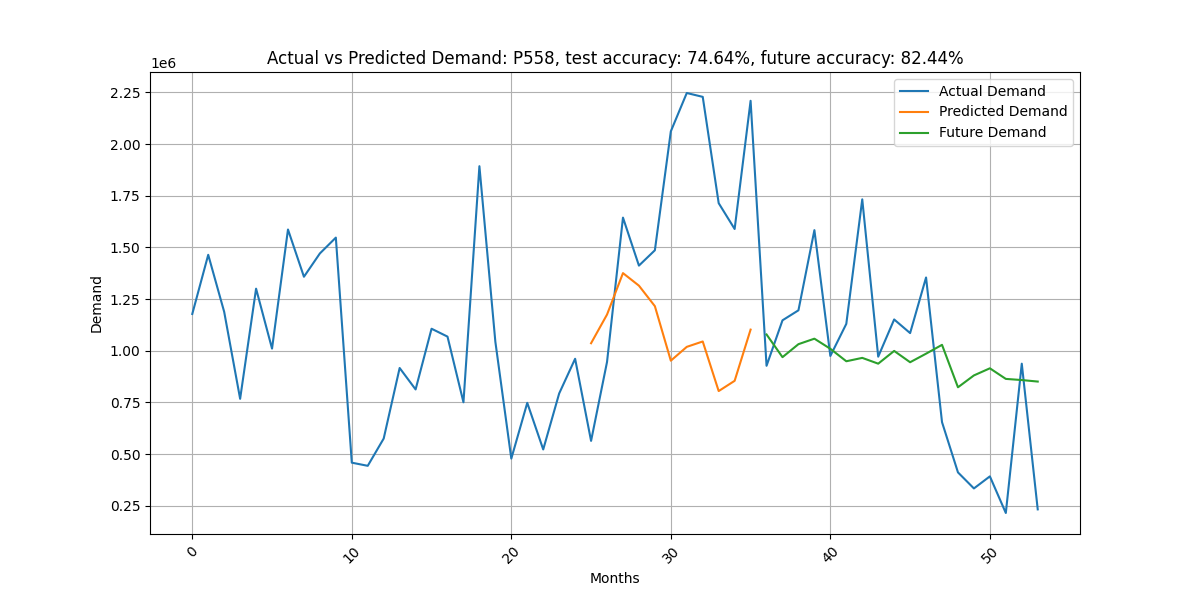 Actual vs Predicted Demand: P558, test accuracy: 74.64%, future accuracy: 82.44%
1e6
Actual Demand
Predicted Demand
Future Demand
2.25
2.00
1.75
1.50
1.25
1.00
0.75
0.50
0.25
Demand
0
10
20
30
40
50
Months